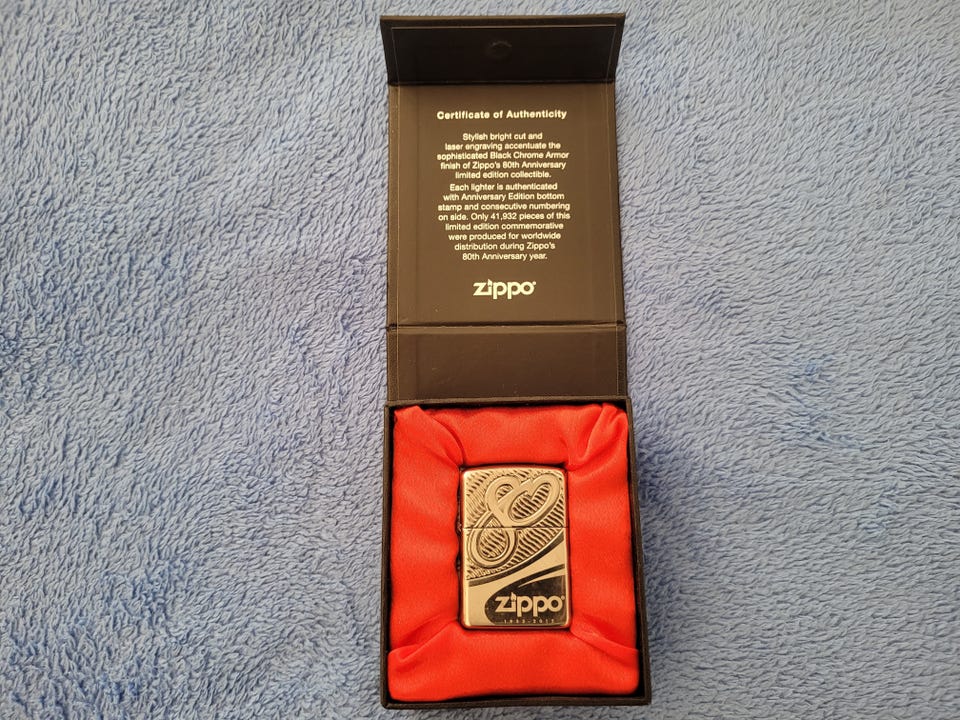 Certificate of Authenticity
Stylish bright cut and
laser engraving accentuate the
sophisticated Black Chrome Armor
finish of Zippo's 80th Anniversary
limited edition collectible.
Each lighter is authenticated
with Anniversary Edition bottom
stamp and consecutive numbering
on side. Only 41,932 pieces of this
limited edition commemorative
were produced for worldwide
distribution during Zippo's
80th Anniversary year.
zippo®
80
zippo®
1932-2012